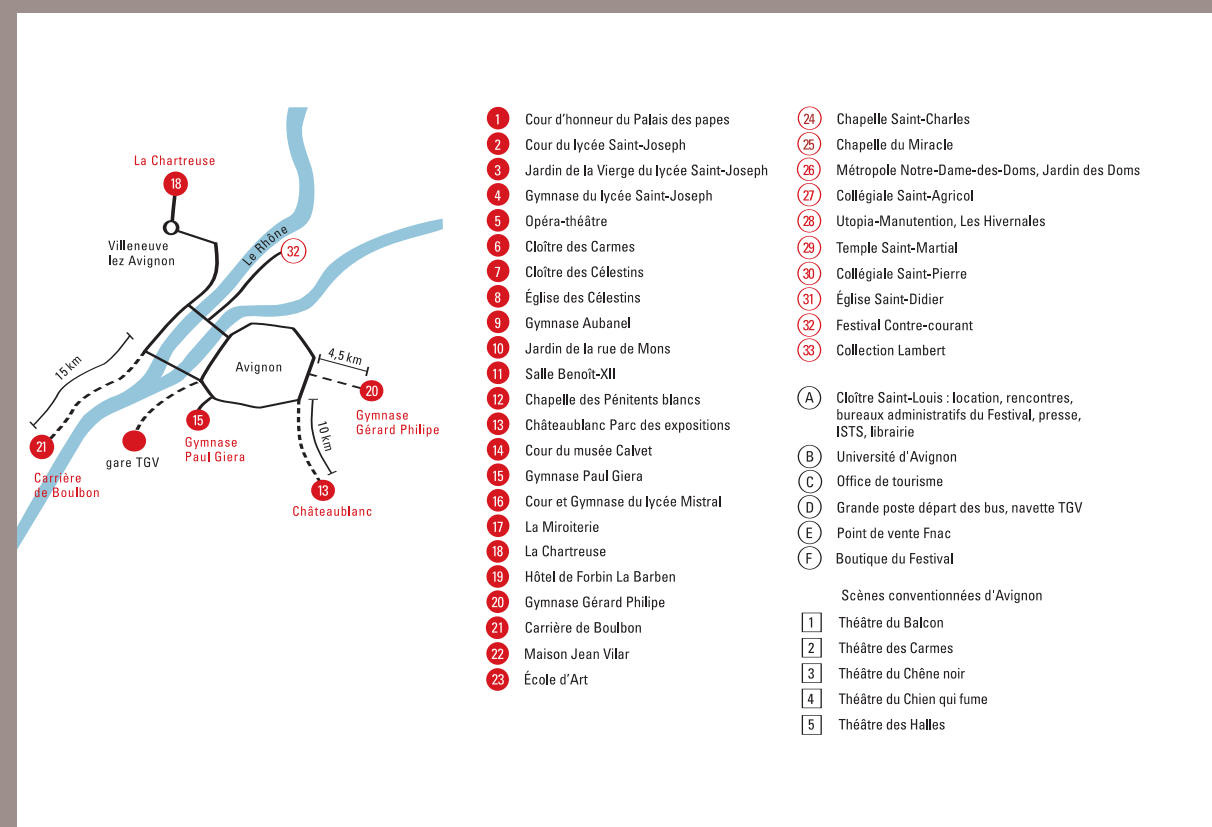 La Chartreuse
18
Villeneuve
lez Avignon
Le Rhône
32
15 km
Avignon
4,5 km
20
Gymnase
Gérard Philipe
15
Gymnase
Paul Giera
10 km
21
Carrière
de Boulbon
gare TGV
13
Châteaublanc
1 Cour d'honneur du Palais des papes
2 Cour du lycée Saint-Joseph
3 Jardin de la Vierge du lycée Saint-Joseph
4 Gymnase du lycée Saint-Joseph
5 Opéra-théâtre
6 Cloître des Carmes
7 Cloître des Célestins
8 Église des Célestins
9 Gymnase Aubanel
10 Jardin de la rue de Mons
11 Salle Benoît-XII
12 Chapelle des Pénitents blancs
13 Châteaublanc Parc des expositions
14 Cour du musée Calvet
15 Gymnase Paul Giera
16 Cour et Gymnase du lycée Mistral
17 La Miroiterie
18 La Chartreuse
19 Hôtel de Forbin La Barben
20 Gymnase Gérard Philipe
21 Carrière de Boulbon
22 Maison Jean Vilar
23 École d'Art
24 Chapelle Saint-Charles
25 Chapelle du Miracle
26 Métropole Notre-Dame-des-Doms, Jardin des Doms
27 Collégiale Saint-Agricol
28 Utopia-Manutention, Les Hivernales
29 Temple Saint-Martial
30 Collégiale Saint-Pierre
31 Église Saint-Didier
32 Festival Contre-courant
33 Collection Lambert
A Cloître Saint-Louis : location, rencontres,
bureaux administratifs du Festival, presse,
ISTS, librairie
B Université d'Avignon
C Office de tourisme
D Grande poste départ des bus, navette TGV
E Point de vente Fnac
F Boutique du Festival
Scènes conventionnées d'Avignon
1 Théâtre du Balcon
2 Théâtre des Carmes
3 Théâtre du Chêne noir
4 Théâtre du Chien qui fume
5 Théâtre des Halles